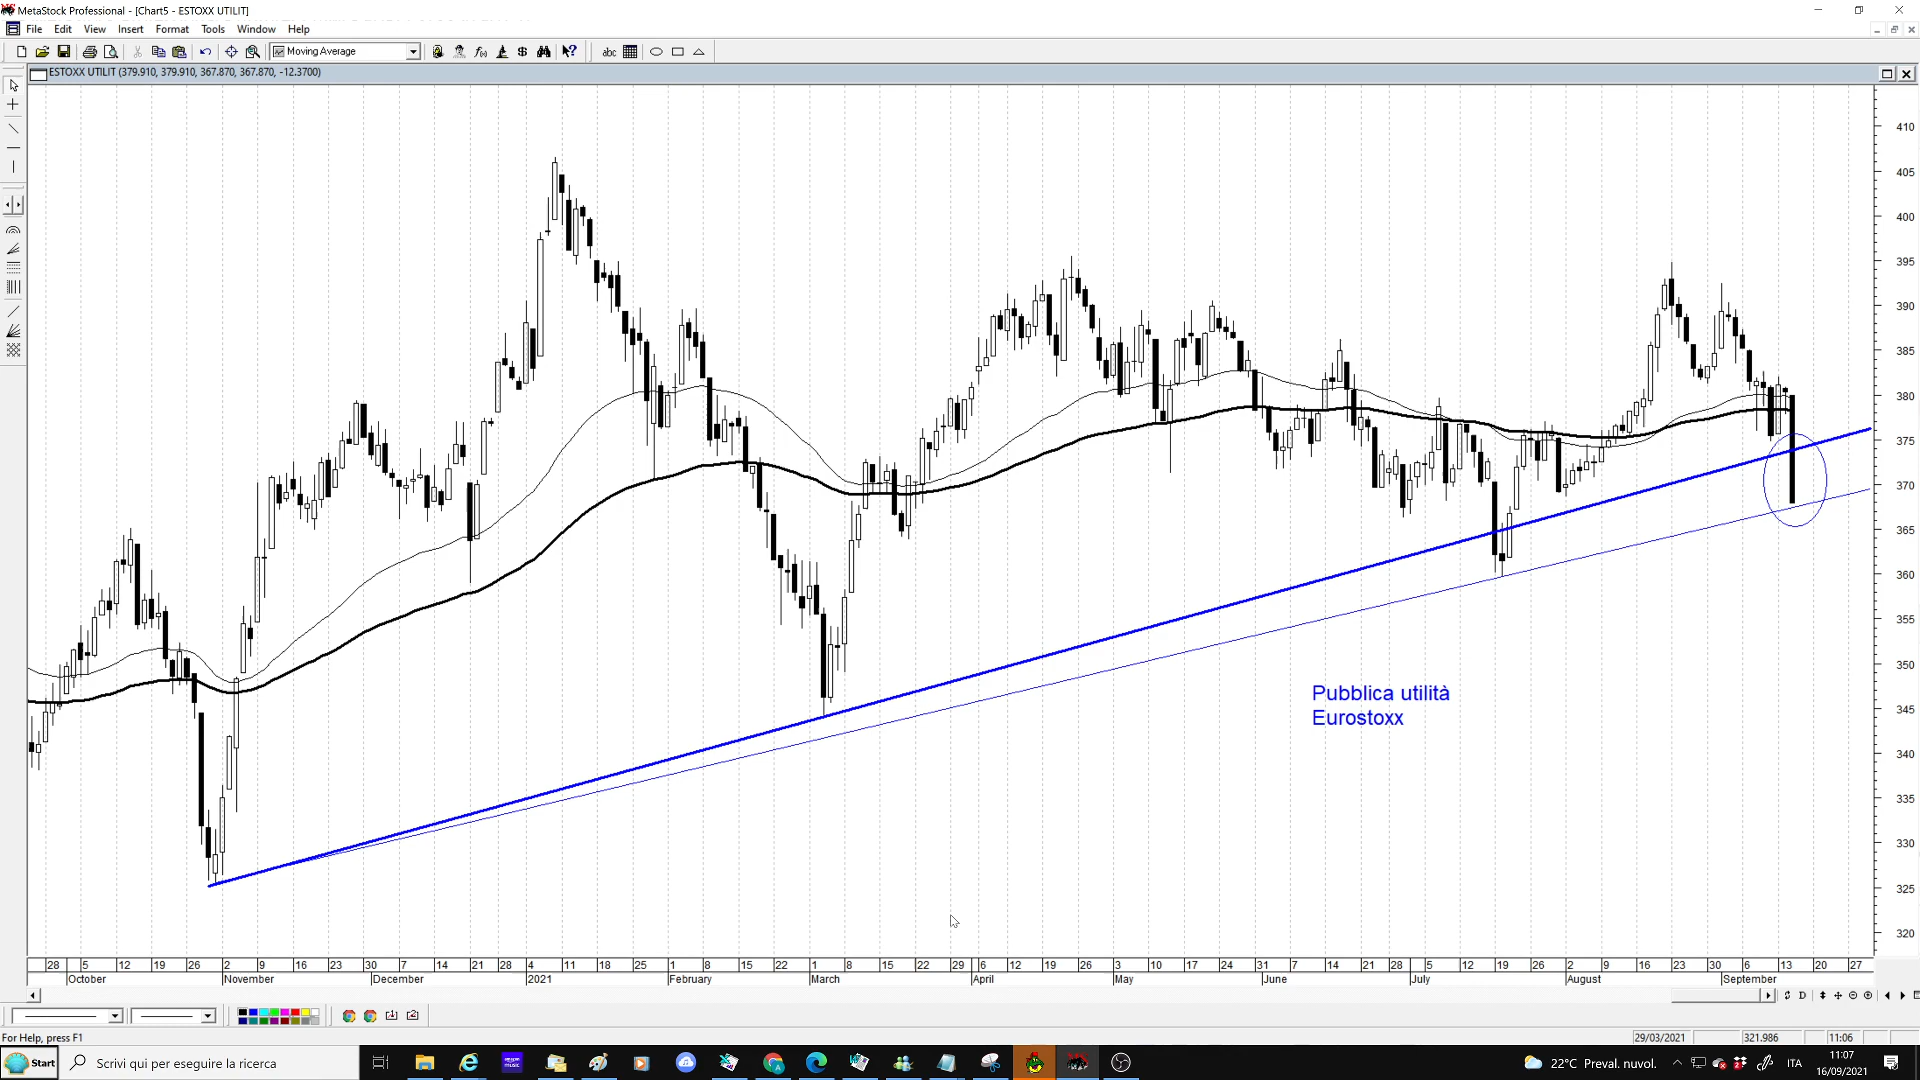 MetaStock Professional - [Chart5 - ESTOXX UTILIT]
File Edit View Insert Format Tools Window Help
Moving Average
abc
ESTOXX UTILIT (379.910, 379.910, 367.870, 367.870, -12.3700)
410
405
400
395
390
385
380
375
370
365
360
355
350
345
340
335
330
325
320
Pubblica utilità
Eurostoxx
28 5 12 19 26 2 9 16 23 30 7 14 21 28 4 11 18 25 1 8 15 22 1 8 15 22 29 6 12 19 26 3 10 17 24 31 7 14 21 28 5 12 19 26 2 9 16 23 30 6 13 20 27
October November December 2021 February March April May June July August September
D
For Help, press F1
29/03/2021 321.986 11:06
Start
Scrivi qui per eseguire la ricerca
22°C Preval. nuvol.
ITA
11:07
16/09/2021